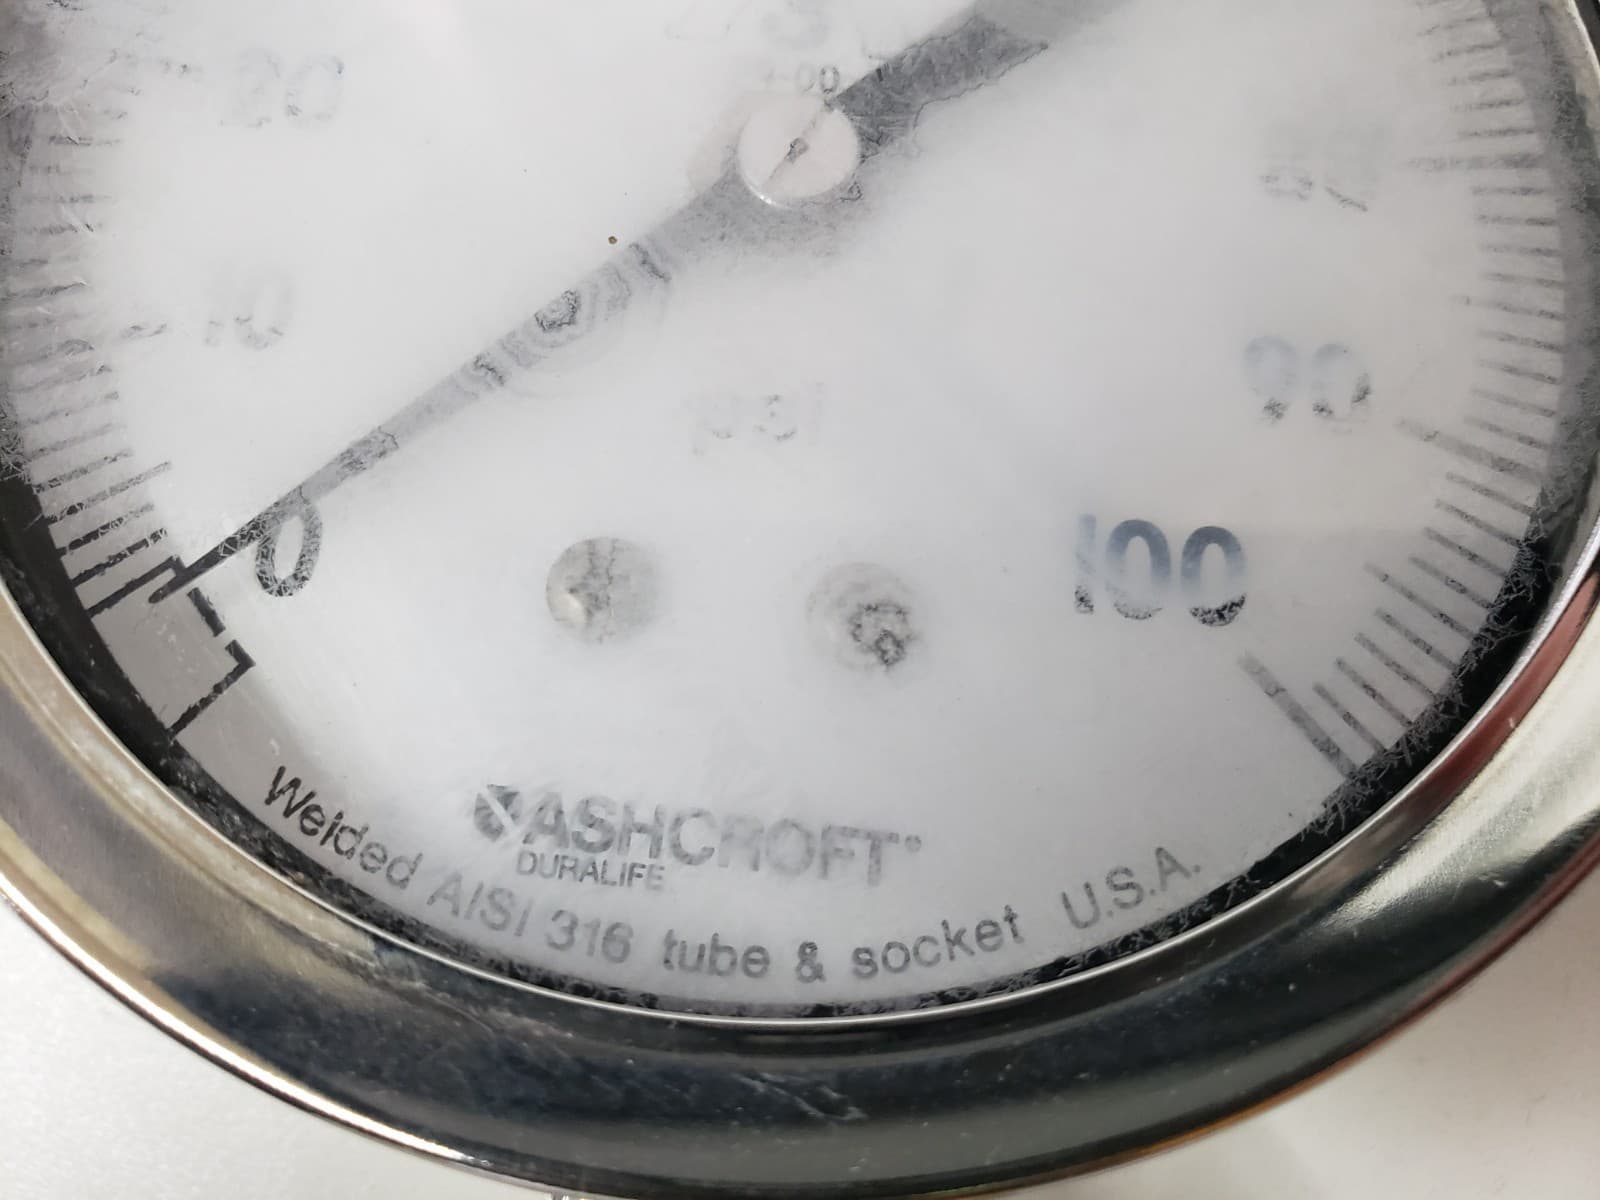 20
10
90
psi
0
100
ASHCROFT
DURALIFE
Welded AISI 316 tube & socket U.S.A.